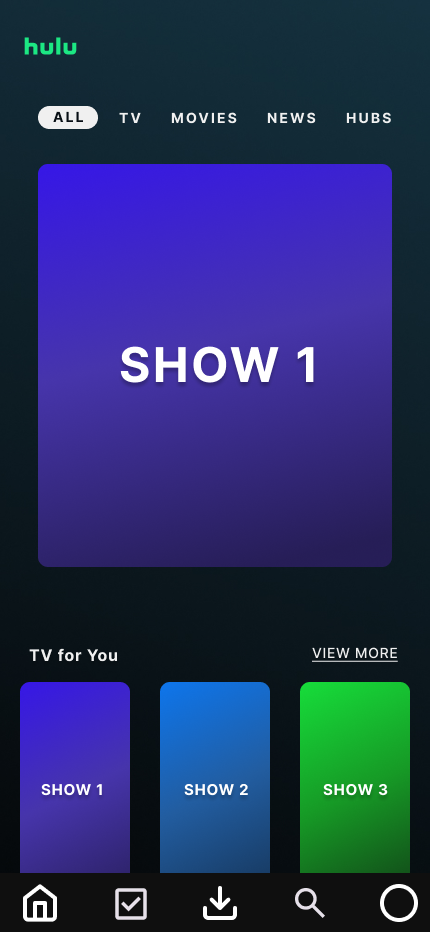 hulu
ALL TV MOVIES NEWS HUBS
SHOW 1
TV for You VIEW MORE
SHOW 1 SHOW 2 SHOW 3